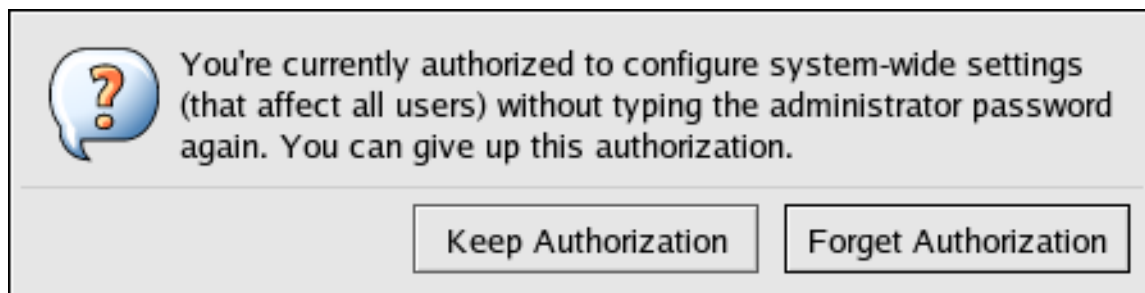 You're currently authorized to configure system-wide settings
(that affect all users) without typing the administrator password
again. You can give up this authorization.
Keep Authorization
Forget Authorization